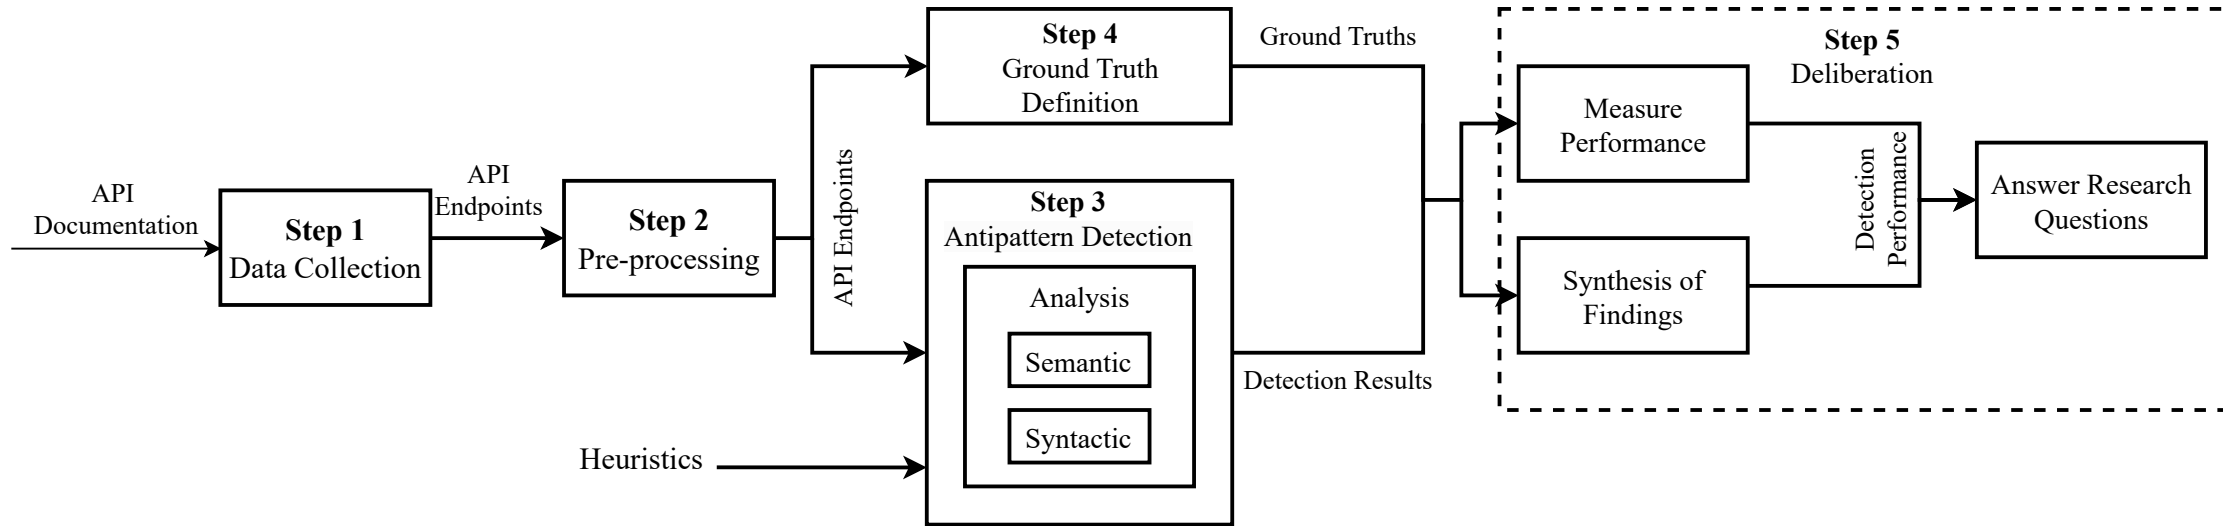 API
Documentation
Step 1
Data Collection
API
Endpoints
Step 2
Pre-processing
API Endpoints
Step 4
Ground Truth
Definition
Ground Truths
Step 3
Antipattern Detection
Analysis
Semantic
Syntactic
Heuristics
Detection Results
Step 5
Deliberation
Measure
Performance
Synthesis of
Findings
Detection
Performance
Answer Research
Questions